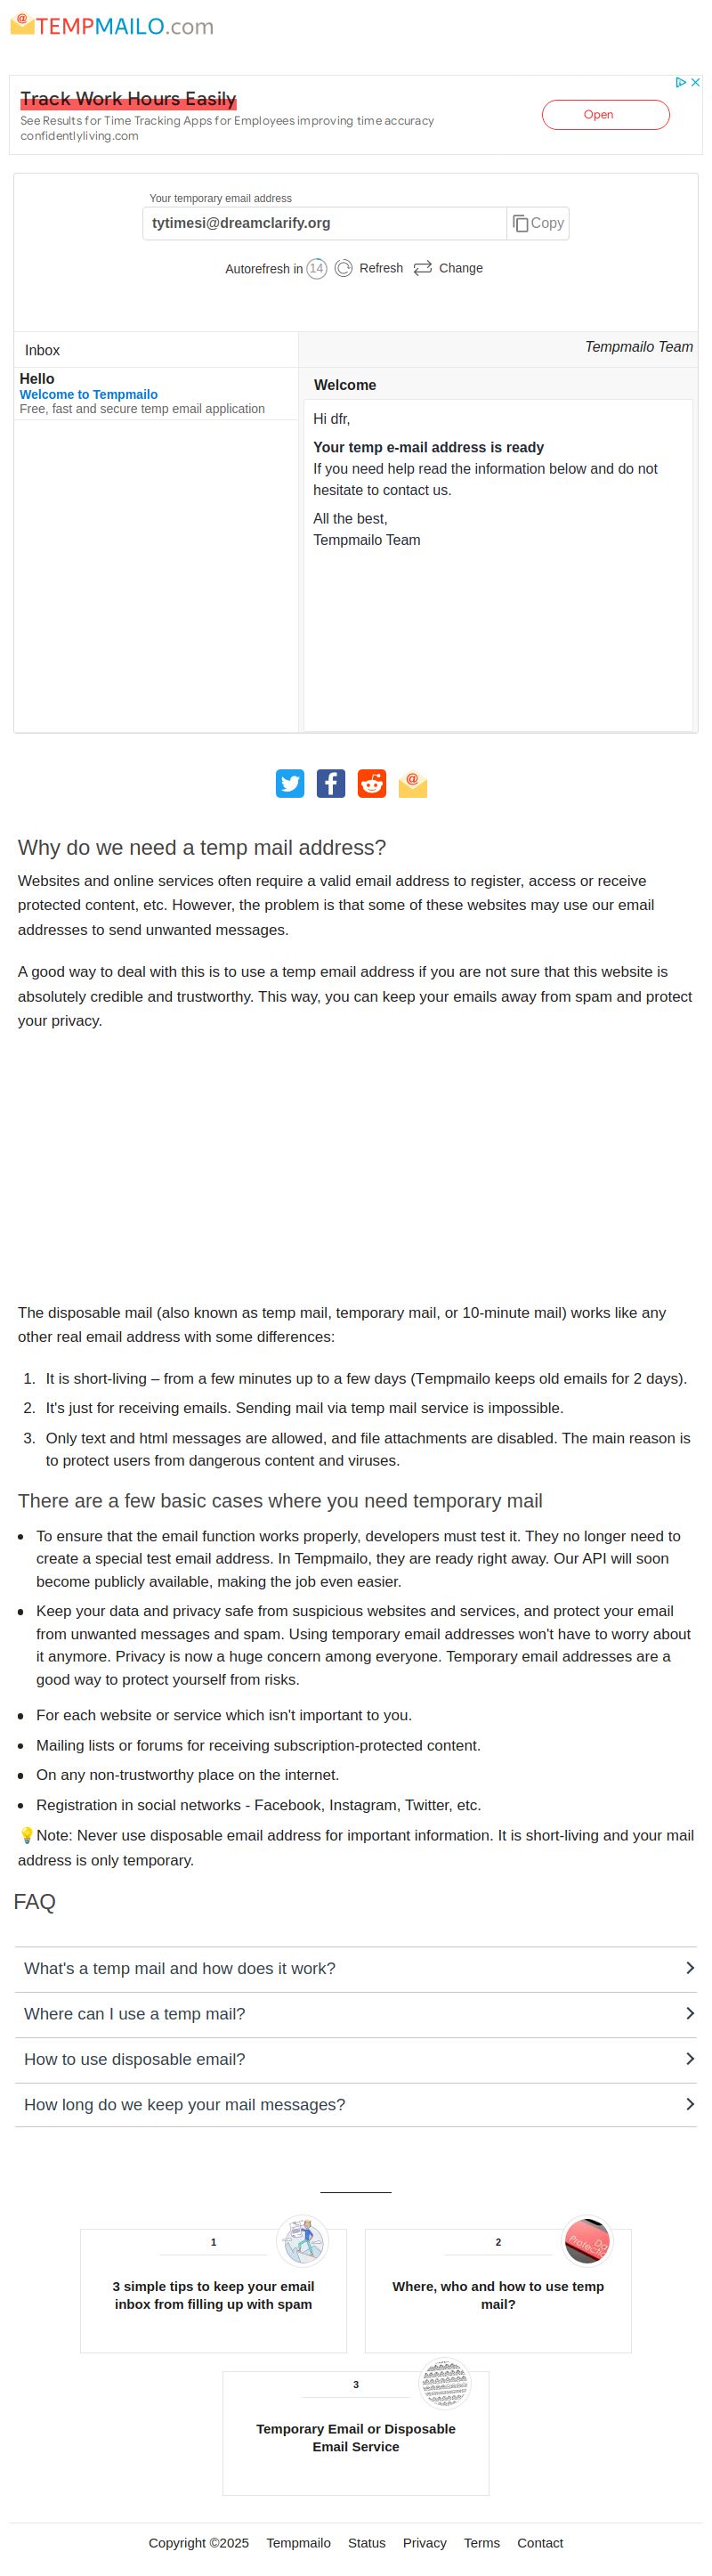 TEMPMAILO.com
Track Work Hours Easily
See Results for Time Tracking Apps for Employees improving time accuracy
confidentlyliving.com
Open
Your temporary email address
tytimesi@dreamclarify.org
Copy
Autorefresh in 14 Refresh Change
Inbox
Tempmailo Team
Hello
Welcome to Tempmailo
Free, fast and secure temp email application
Welcome
Hi dfr,
Your temp e-mail address is ready
If you need help read the information below and do not
hesitate to contact us.
All the best,
Tempmailo Team
Why do we need a temp mail address?
Websites and online services often require a valid email address to register, access or receive
protected content, etc. However, the problem is that some of these websites may use our email
addresses to send unwanted messages.
A good way to deal with this is to use a temp email address if you are not sure that this website is
absolutely credible and trustworthy. This way, you can keep your emails away from spam and protect
your privacy.
The disposable mail (also known as temp mail, temporary mail, or 10-minute mail) works like any
other real email address with some differences:
1. It is short-living – from a few minutes up to a few days (Tempmailo keeps old emails for 2 days).
2. It's just for receiving emails. Sending mail via temp mail service is impossible.
3. Only text and html messages are allowed, and file attachments are disabled. The main reason is
to protect users from dangerous content and viruses.
There are a few basic cases where you need temporary mail
• To ensure that the email function works properly, developers must test it. They no longer need to
create a special test email address. In Tempmailo, they are ready right away. Our API will soon
become publicly available, making the job even easier.
• Keep your data and privacy safe from suspicious websites and services, and protect your email
from unwanted messages and spam. Using temporary email addresses won't have to worry about
it anymore. Privacy is now a huge concern among everyone. Temporary email addresses are a
good way to protect yourself from risks.
• For each website or service which isn't important to you.
• Mailing lists or forums for receiving subscription-protected content.
• On any non-trustworthy place on the internet.
• Registration in social networks - Facebook, Instagram, Twitter, etc.
💡Note: Never use disposable email address for important information. It is short-living and your mail
address is only temporary.
FAQ
What's a temp mail and how does it work?
Where can I use a temp mail?
How to use disposable email?
How long do we keep your mail messages?
1
3 simple tips to keep your email
inbox from filling up with spam
2
Where, who and how to use temp
mail?
3
Temporary Email or Disposable
Email Service
Copyright ©2025 Tempmailo Status Privacy Terms Contact